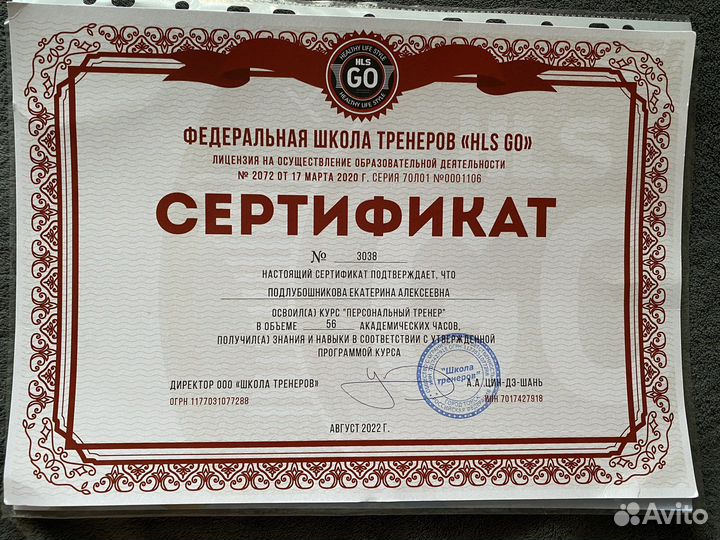 HEALTHY LIFE STYLE
HLS
GO
HEALTHY LIFE STYLE
ФЕДЕРАЛЬНАЯ ШКОЛА ТРЕНЕРОВ «HLS GO»
ЛИЦЕНЗИЯ НА ОСУЩЕСТВЛЕНИЕ ОБРАЗОВАТЕЛЬНОЙ ДЕЯТЕЛЬНОСТИ
№ 2072 ОТ 17 МАРТА 2020 Г. СЕРИЯ 70Л01 №0001106
СЕРТИФИКАТ
№ 3038
НАСТОЯЩИЙ СЕРТИФИКАТ ПОДТВЕРЖДАЕТ, ЧТО
ПОДЛУБОШНИКОВА ЕКАТЕРИНА АЛЕКСЕЕВНА
ОСВОИЛ(А) КУРС "ПЕРСОНАЛЬНЫЙ ТРЕНЕР"
В ОБЪЕМЕ 56 АКАДЕМИЧЕСКИХ ЧАСОВ,
ПОЛУЧИЛ(А) ЗНАНИЯ И НАВЫКИ В СООТВЕТСТВИИ С УТВЕРЖДЕННОЙ
ПРОГРАММОЙ КУРСА
"Школа
тренеров"
ДИРЕКТОР ООО «ШКОЛА ТРЕНЕРОВ» А.А. ЦИН-ДЭ-ШАНЬ
ОГРН 1177031077288 ИНН 7017427918
АВГУСТ 2022 Г.
Avito